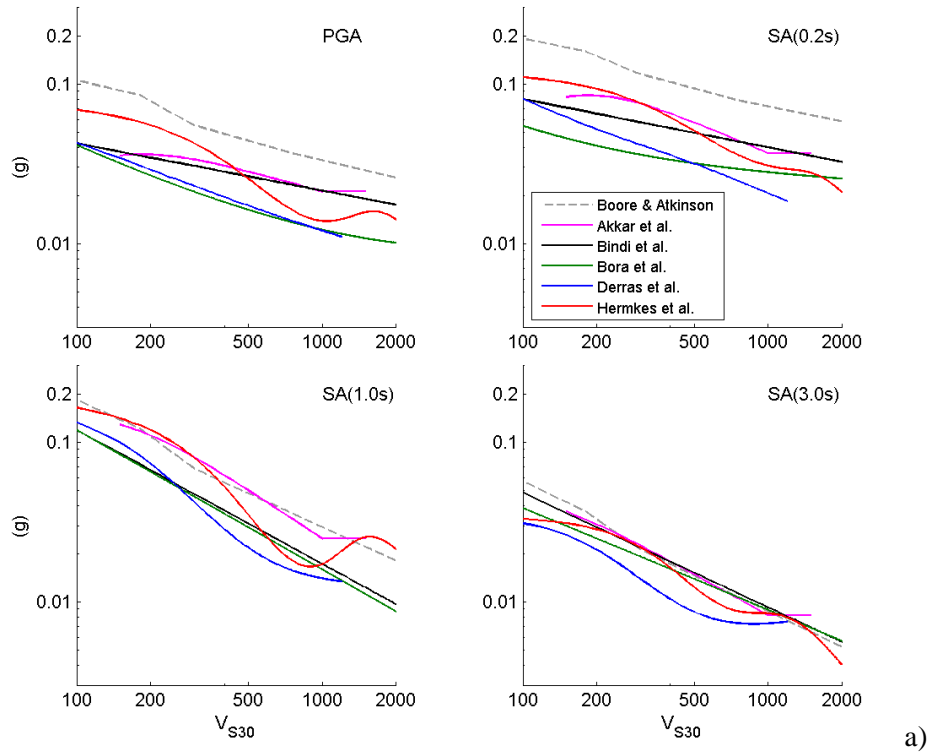 PGA
0.2
0.1
0.01
(g)
100 200 500 1000 2000
SA(0.2s)
0.2
0.1
0.01
100 200 500 1000 2000
Boore & Atkinson
Akkar et al.
Bindi et al.
Bora et al.
Derras et al.
Hermkes et al.
SA(1.0s)
0.2
0.1
0.01
(g)
100 200 500 1000 2000
VS30
SA(3.0s)
0.2
0.1
0.01
100 200 500 1000 2000
VS30
a)